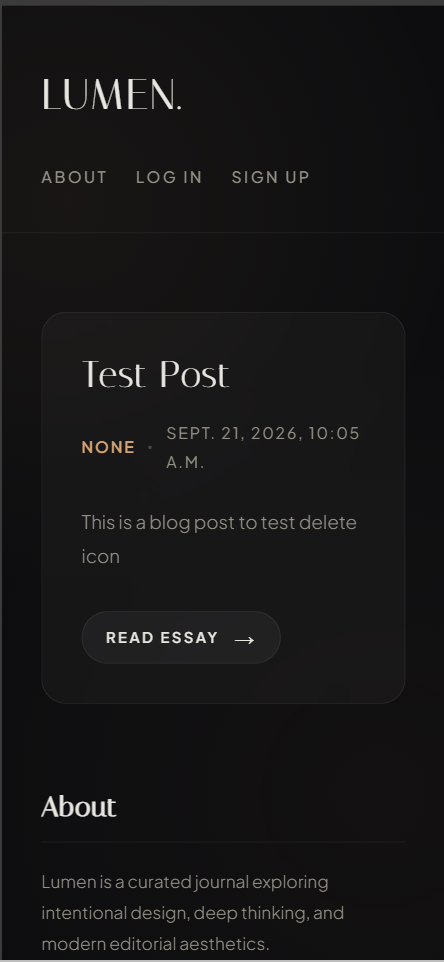 LUMEN.
ABOUT LOG IN SIGN UP
Test Post
NONE • SEPT. 21, 2026, 10:05
A.M.
This is a blog post to test delete
icon
READ ESSAY →
About
Lumen is a curated journal exploring
intentional design, deep thinking, and
modern editorial aesthetics.